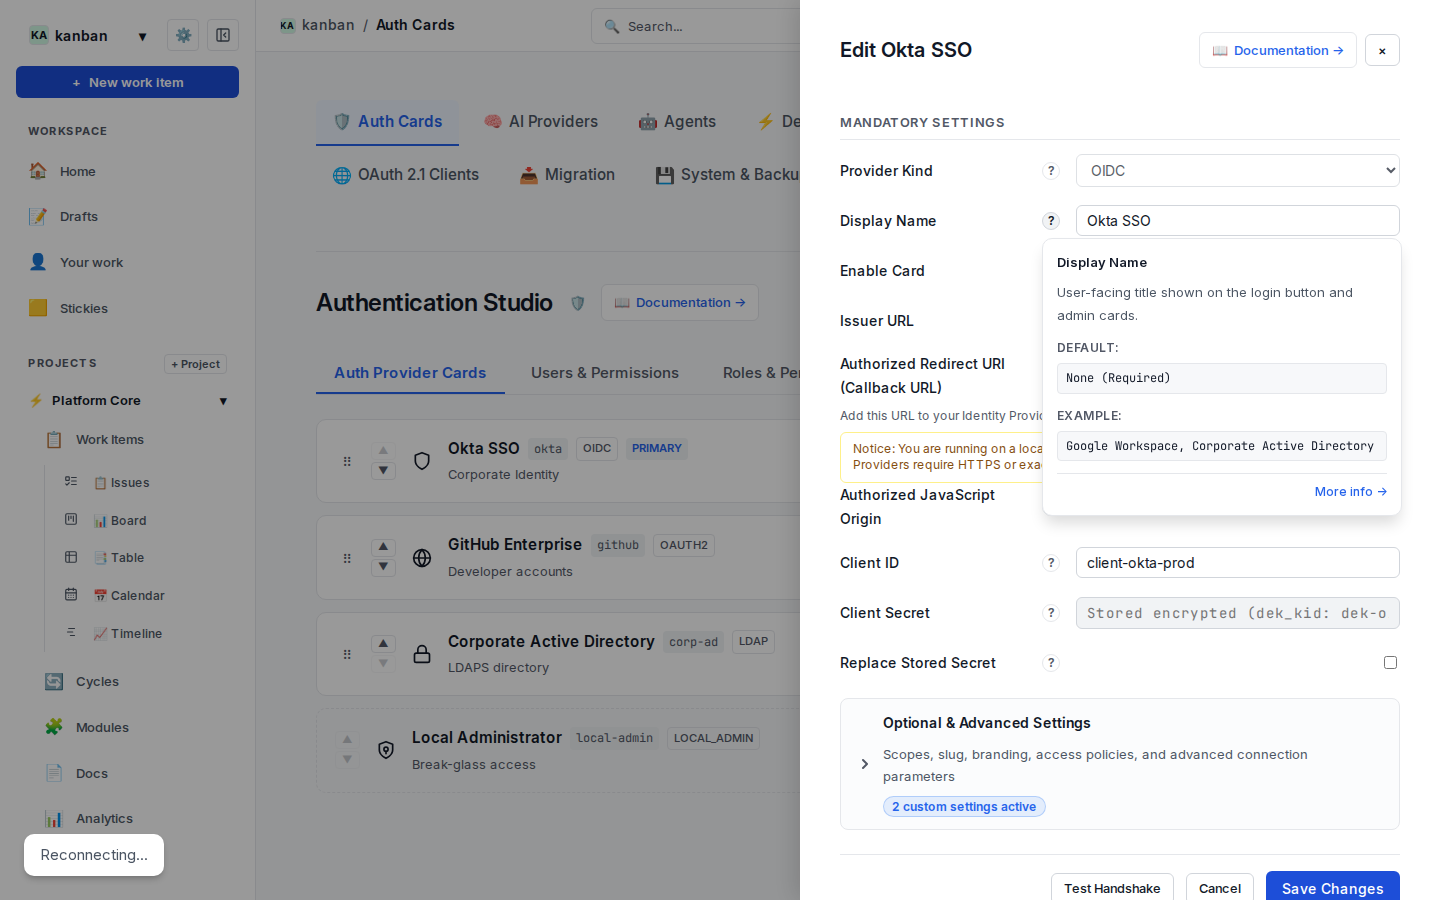 KA kanban ▾
+ New work item
WORKSPACE
Home
Drafts
Your work
Stickies
PROJECTS
+ Project
Platform Core ▾
Work Items
Issues
Board
Table
Calendar
Timeline
Cycles
Modules
Docs
Analytics
Reconnecting...
KA kanban / Auth Cards
Search...
Auth Cards
AI Providers
Agents
De
OAuth 2.1 Clients
Migration
System & Backu
Authentication Studio
Documentation →
Auth Provider Cards
Users & Permissions
Roles & Per
Okta SSO okta OIDC PRIMARY
Corporate Identity
GitHub Enterprise github OAUTH2
Developer accounts
Corporate Active Directory corp-ad LDAP
LDAPS directory
Local Administrator local-admin LOCAL_ADMIN
Break-glass access
Edit Okta SSO
Documentation →
×
MANDATORY SETTINGS
Provider Kind ? OIDC
Display Name ? Okta SSO
Enable Card
Issuer URL
Authorized Redirect URI
(Callback URL)
Add this URL to your Identity Provic
Notice: You are running on a loca
Providers require HTTPS or exac
Authorized JavaScript
Origin
Display Name
User-facing title shown on the login button and
admin cards.
DEFAULT:
None (Required)
EXAMPLE:
Google Workspace, Corporate Active Directory
More info →
Client ID ? client-okta-prod
Client Secret ? Stored encrypted (dek_kid: dek-o
Replace Stored Secret ?
Optional & Advanced Settings
Scopes, slug, branding, access policies, and advanced connection
parameters
2 custom settings active
Test Handshake
Cancel
Save Changes